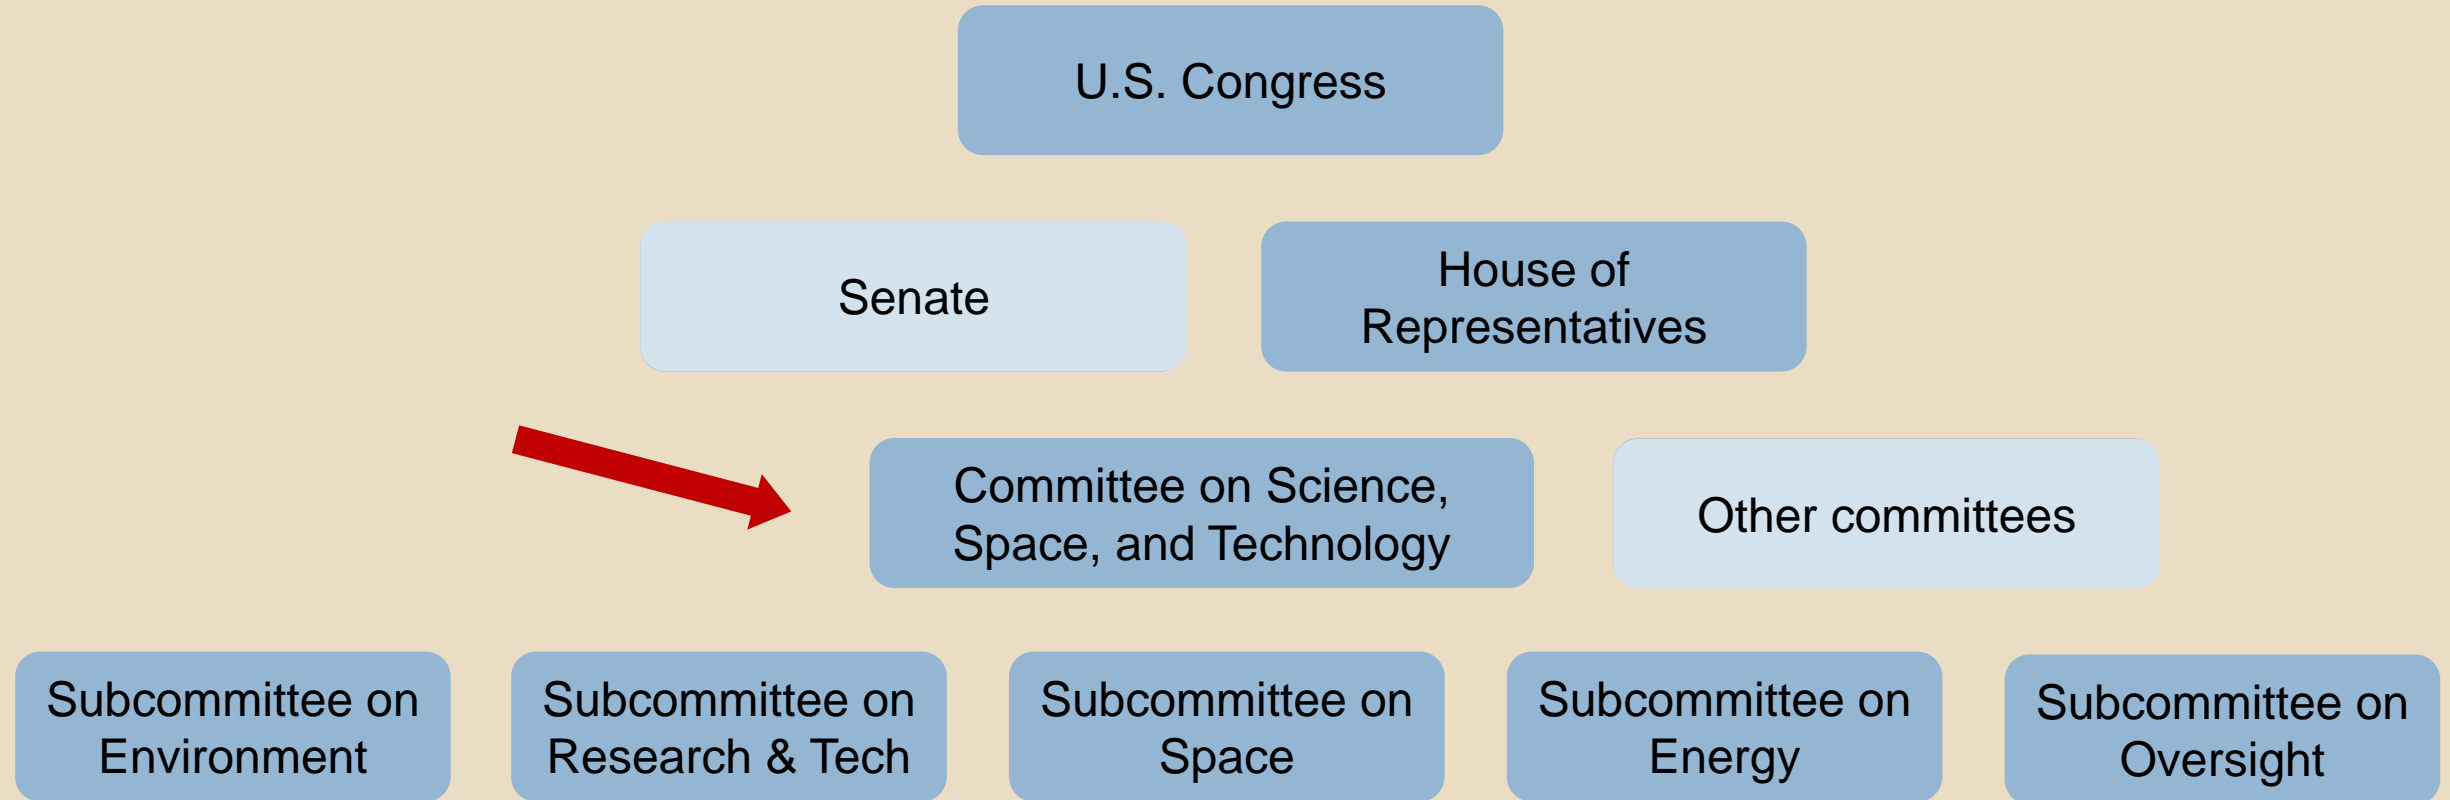 U.S. Congress
Senate
House of
Representatives
Committee on Science,
Space, and Technology
Other committees
Subcommittee on
Environment
Subcommittee on
Research & Tech
Subcommittee on
Space
Subcommittee on
Energy
Subcommittee on
Oversight